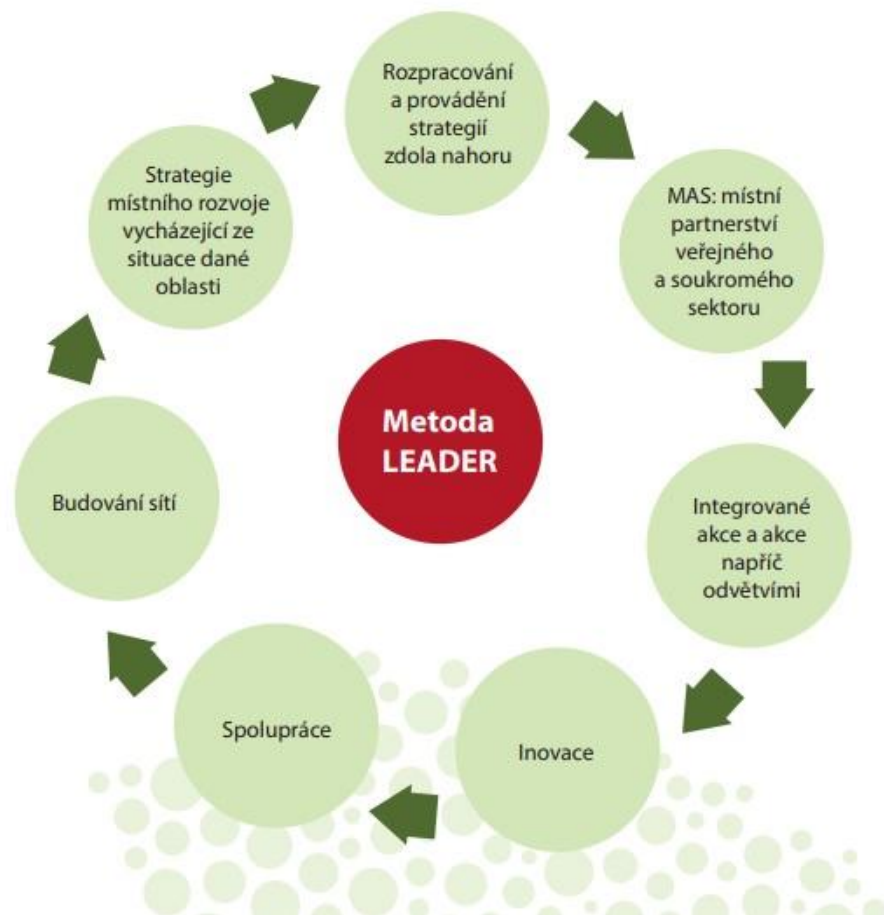 Rozpracování
a provádění
strategií
zdola nahoru
MAS: místní
partnerství
veřejného
a soukromého
sektoru
Integrované
akce a akce
napříč
odvětvími
Inovace
Spolupráce
Budování sítí
Strategie
místního rozvoje
vycházející ze
situace dané
oblasti
Metoda
LEADER